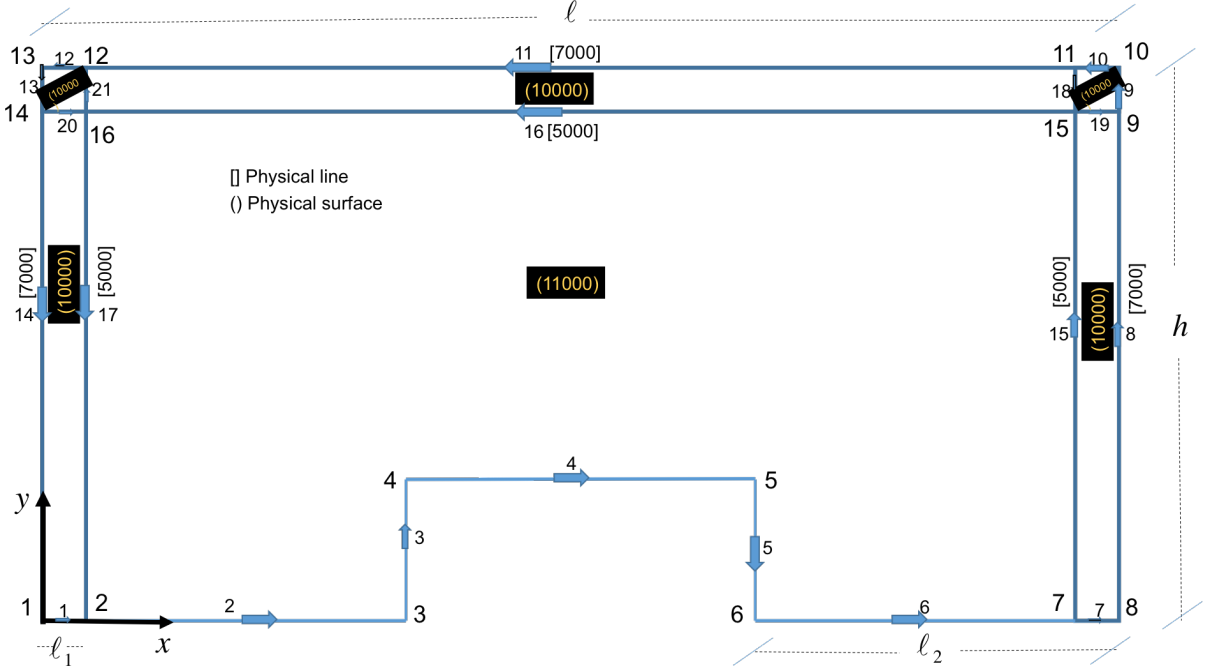 ℓ
13 12 12 11 [7000] 11 10 10
13 (10000 21 (10000) 18 (10000 9
14 20 16 16 [5000] 15 19 9
[] Physical line
() Physical surface
[7000] (10000) [5000] (11000) [5000] (10000) [7000]
14 17 15 8 h
4 4 5
y 3 5
1 1 2 2 3 6 6 7 7 8
ℓ1 x ℓ2